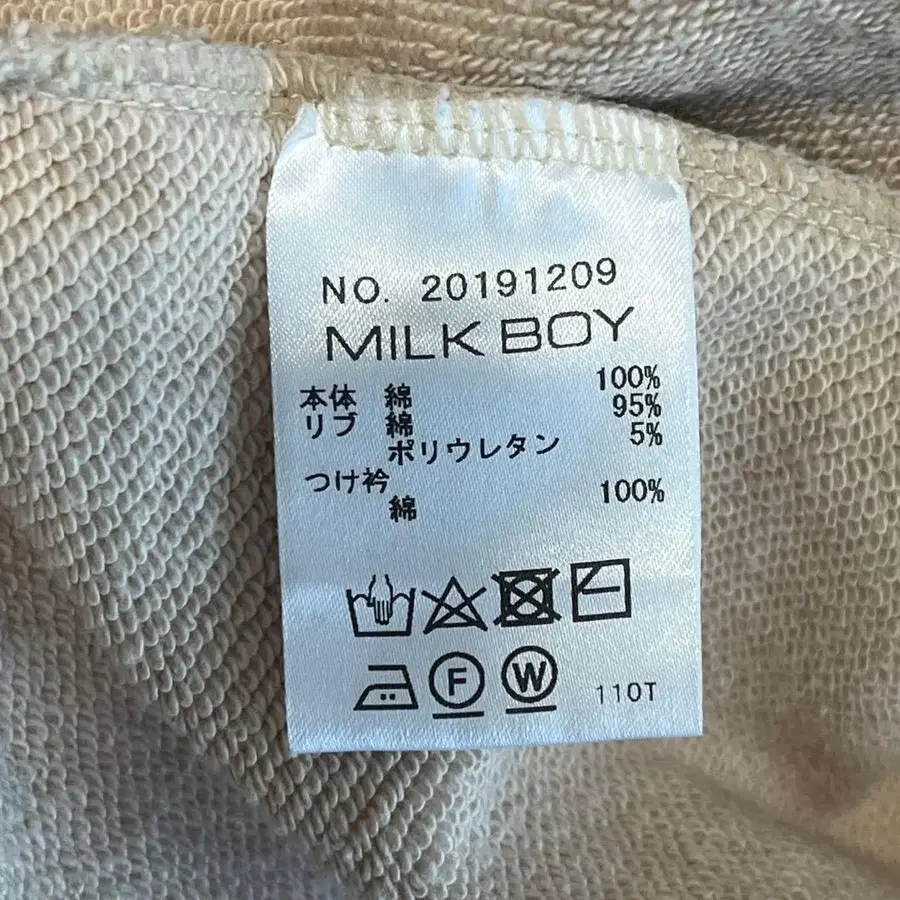 NO. 20191209
MILK BOY
本体 綿 100%
リブ 綿 95%
ポリウレタン 5%
つけ衿
綿 100%
F W 110T